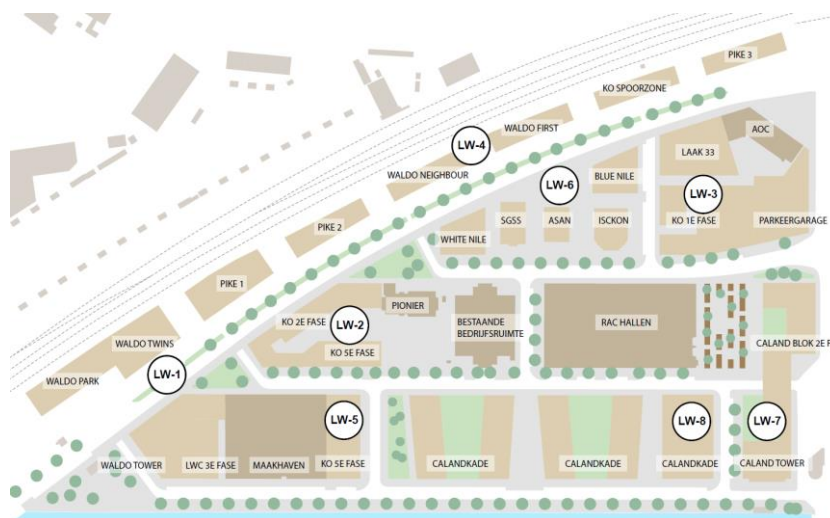 PIKE 3
KO SPOORZONE
WALDO FIRST
AOC
LW-4
LAAK 33
WALDO NEIGHBOUR
BLUE NILE
LW-6
LW-3
SGSS
ASAN
ISCKON
KO 1E FASE
PARKEERGARAGE
PIKE 2
WHITE NILE
PIKE 1
PIONIER
KO 2E FASE
LW-2
BESTAANDE
BEDRIJFSRUIMTE
RAC HALLEN
WALDO TWINS
KO 5E FASE
CALAND BLOK 2E F
LW-1
WALDO PARK
LW-5
LW-8
LW-7
WALDO TOWER
LWC 3E FASE
MAAKHAVEN
KO 5E FASE
CALANDKADE
CALANDKADE
CALANDKADE
CALAND TOWER